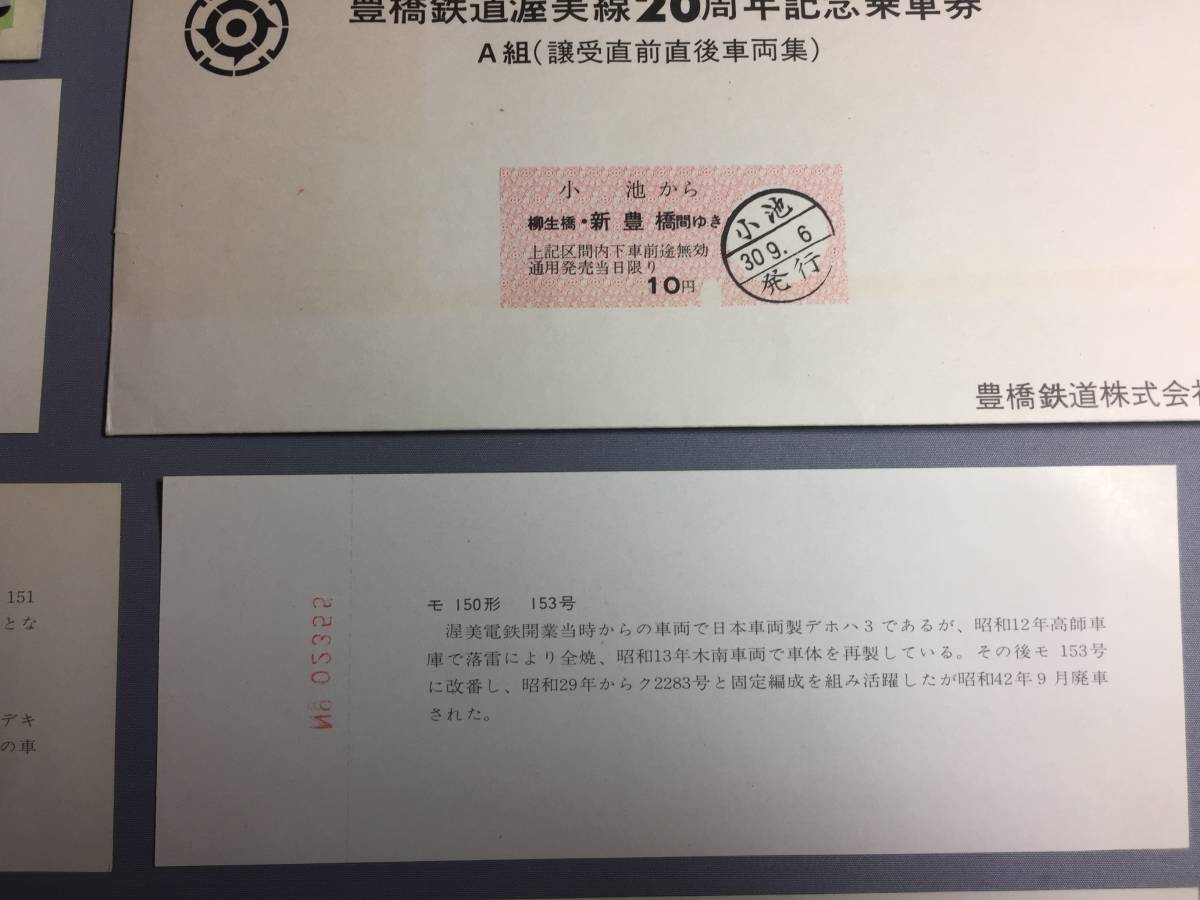 豊橋鉄道渥美線20周年記念乗車券
A組(譲受直前直後車両集)
小 池から
柳生橋・新豊橋間ゆき
上記区間内下車前途無効
通用発売当日限り
10円
小池
30 9. 6
発行
豊橋鉄道株式会社
151
とな
デキ
の車
№ 02355
モ 150形 153号
渥美電鉄開業当時からの車両で日本車両製デホハ3であるが、昭和12年高師車
庫で落雷により全焼、昭和13年木南車両で車体を再製している。その後モ 153号
に改番し、昭和29年からク2283号と固定編成を組み活躍したが昭和42年9月廃車
された。